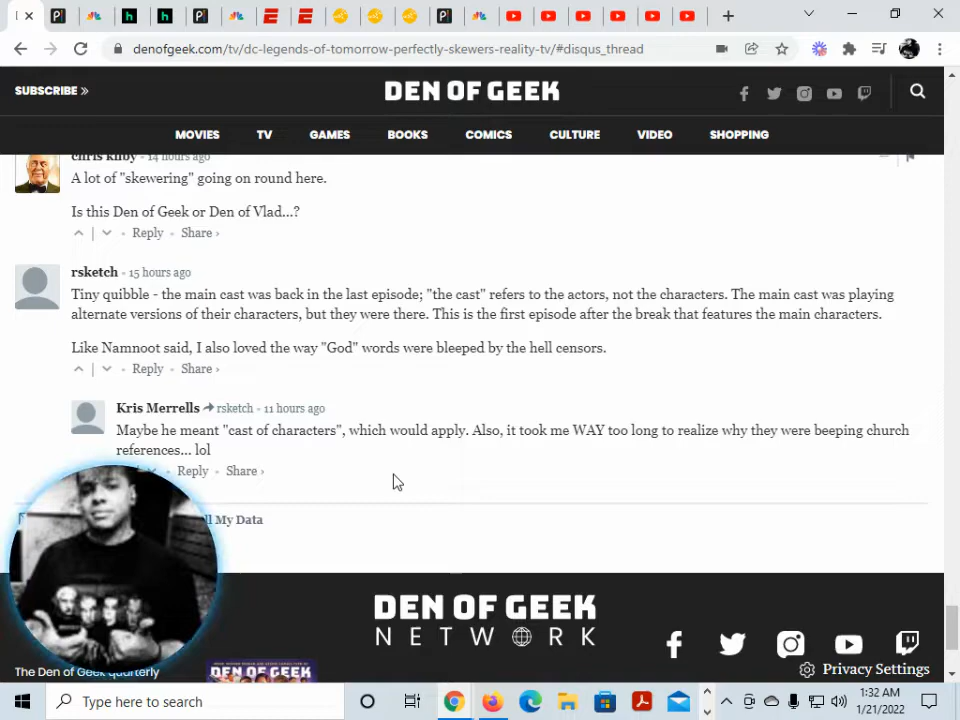 denofgeek.com/tv/dc-legends-of-tomorrow-perfectly-skewers-reality-tv/#disqus_thread
SUBSCRIBE »
DEN OF GEEK
MOVIES TV GAMES BOOKS COMICS CULTURE VIDEO SHOPPING
chris kilby • 14 hours ago
A lot of "skewering" going on round here.
Is this Den of Geek or Den of Vlad...?
Reply • Share ›
rsketch • 15 hours ago
Tiny quibble - the main cast was back in the last episode; "the cast" refers to the actors, not the characters. The main cast was playing
alternate versions of their characters, but they were there. This is the first episode after the break that features the main characters.
Like Namnoot said, I also loved the way "God" words were bleeped by the hell censors.
Reply • Share ›
Kris Merrells rsketch • 11 hours ago
Maybe he meant "cast of characters", which would apply. Also, it took me WAY too long to realize why they were beeping church
references... lol
Reply • Share ›
My Data
DEN OF GEEK
NETWORK
The Den of Geek quarterly
DEN OF GEEK
Privacy Settings
Type here to search
1:32 AM
1/21/2022